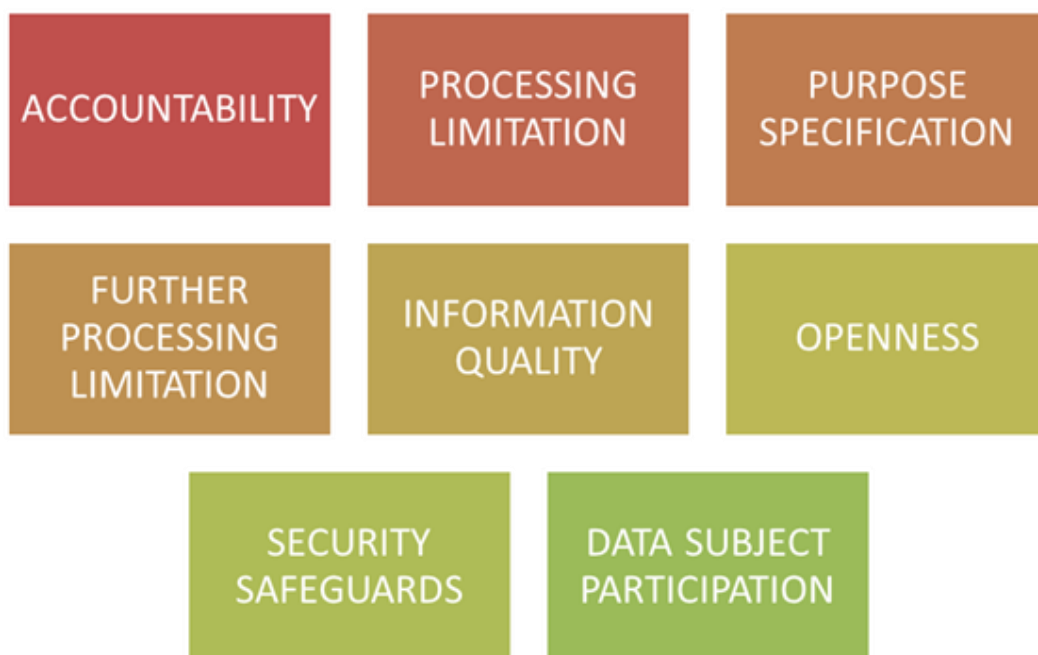 ACCOUNTABILITY
PROCESSING
LIMITATION
PURPOSE
SPECIFICATION
FURTHER
PROCESSING
LIMITATION
INFORMATION
QUALITY
OPENNESS
SECURITY
SAFEGUARDS
DATA SUBJECT
PARTICIPATION